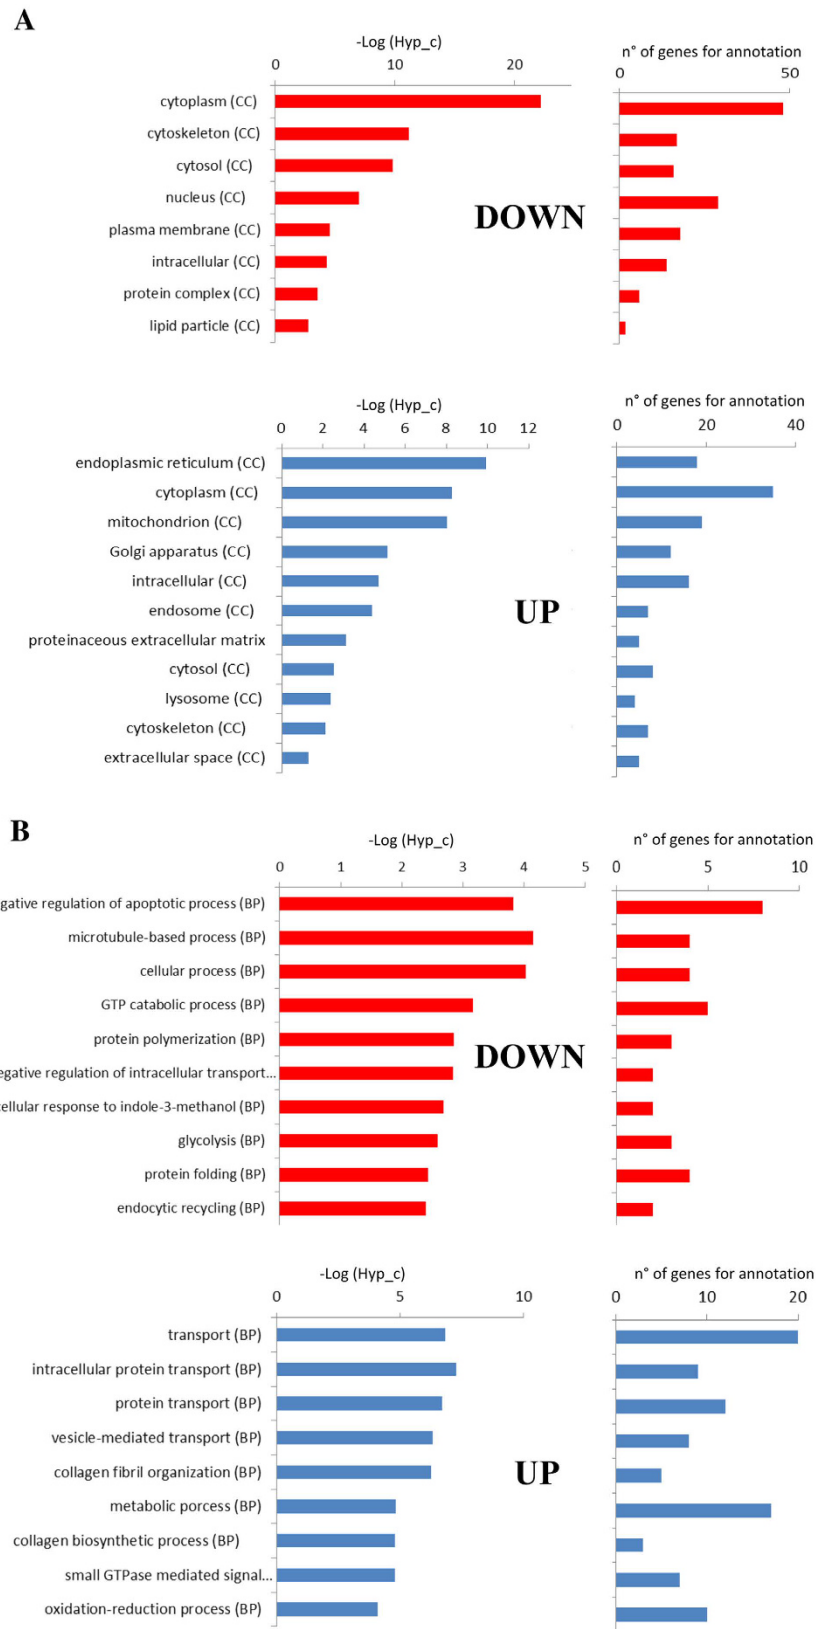 A
-Log (Hyp_c)
n° of genes for annotation
0 10 20
0 50
cytoplasm (CC)
cytoskeleton (CC)
cytosol (CC)
nucleus (CC)
DOWN
plasma membrane (CC)
intracellular (CC)
protein complex (CC)
lipid particle (CC)
-Log (Hyp_c)
n° of genes for annotation
0 2 4 6 8 10 12
0 20 40
endoplasmic reticulum (CC)
cytoplasm (CC)
mitochondrion (CC)
Golgi apparatus (CC)
intracellular (CC)
endosome (CC)
UP
proteinaceous extracellular matrix
cytosol (CC)
lysosome (CC)
cytoskeleton (CC)
extracellular space (CC)
B
-Log (Hyp_c)
n° of genes for annotation
0 1 2 3 4 5
0 5 10
gative regulation of apoptotic process (BP)
microtubule-based process (BP)
cellular process (BP)
GTP catabolic process (BP)
protein polymerization (BP)
DOWN
egative regulation of intracellular transport...
cellular response to indole-3-methanol (BP)
glycolysis (BP)
protein folding (BP)
endocytic recycling (BP)
-Log (Hyp_c)
n° of genes for annotation
0 5 10
0 10 20
transport (BP)
intracellular protein transport (BP)
protein transport (BP)
vesicle-mediated transport (BP)
collagen fibril organization (BP)
UP
metabolic porcess (BP)
collagen biosynthetic process (BP)
small GTPase mediated signal...
oxidation-reduction process (BP)